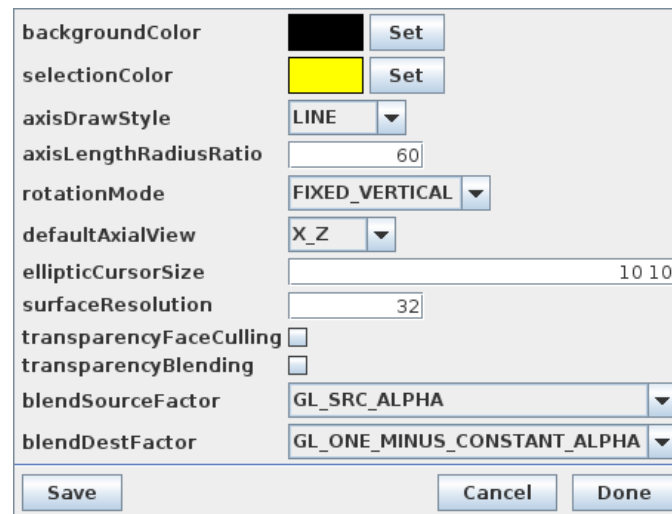 backgroundColor Set
selectionColor Set
axisDrawStyle LINE
axisLengthRadiusRatio 60
rotationMode FIXED_VERTICAL
defaultAxialView X_Z
ellipticCursorSize 10 10
surfaceResolution 32
transparencyFaceCulling
transparencyBlending
blendSourceFactor GL_SRC_ALPHA
blendDestFactor GL_ONE_MINUS_CONSTANT_ALPHA
Save Cancel Done